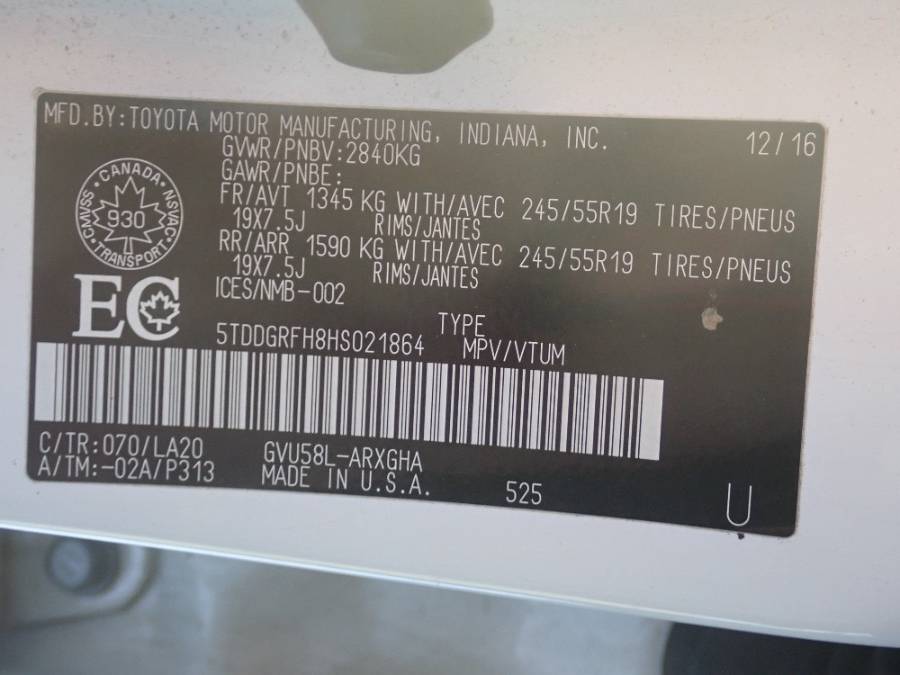 MFD.BY:TOYOTA MOTOR MANUFACTURING, INDIANA, INC. 12/16
GVWR/PNBV:2840KG
GAWR/PNBE:
FR/AVT 1345 KG WITH/AVEC 245/55R19 TIRES/PNEUS
19X7.5J RIMS/JANTES
RR/ARR 1590 KG WITH/AVEC 245/55R19 TIRES/PNEUS
19X7.5J RIMS/JANTES
ICES/NMB-002
CANADA
CMVSS 930 NSVAC
TRANSPORT
EC
TYPE
5TDDGRFH8HS021864 MPV/VTUM
C/TR:070/LA20 GVU58L-ARXGHA
A/TM:-02A/P313 MADE IN U.S.A. 525
U